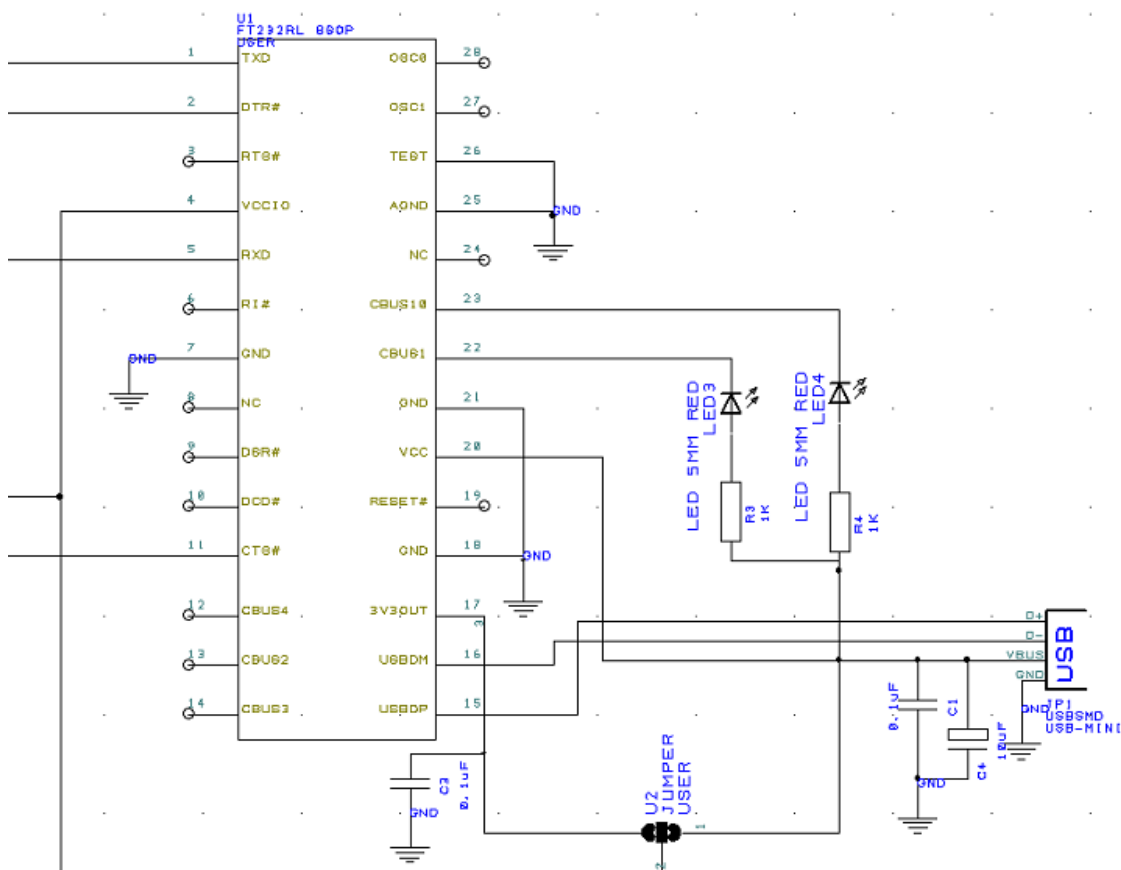 U1
FT232RL SSOP
USER
1 TXD OSCO 28
2 DTR# OSC1 27
3 RTS# TEST 26
GND
4 VCCIO AGND 25
5 RXD NC 24
6 RI# CBUS10 23
GND
7 GND CBUS1 22
8 NC GND 21
9 DSR# VCC 20
10 DCD# RESET# 19
11 CTS# GND 18
GND
12 CBUS4 3V3OUT 17
3
13 CBUS2 USBDM 16
14 CBUS3 USBDP 15
LED 5MM RED
LED3
LED 5MM RED
LED4
R3
1K
R4
1K
D+
D-
VBUS
GND
USB
GND
JP1
USBSMD
USB-MINI
0.1uF
C1
10uF
C4
GND
C3
0.1uF
GND
U2
JUMPER
USER
1
2